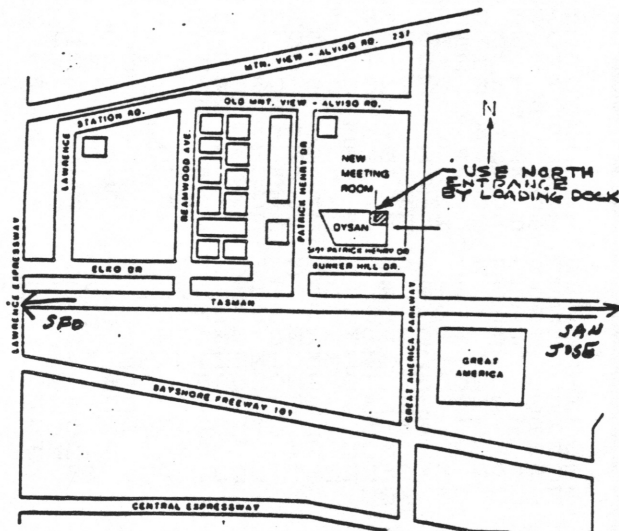 MTN. VIEW - ALVISO RD. 237
OLD MNT. VIEW - ALVISO RD.
STATION RD.
LAWRENCE
REAMWOOD AVE.
PATRICK HENRY DR
N
NEW
MEETING
ROOM
USE NORTH
ENTRANCE
BY LOADING DOCK
DYSAN
PATRICK HENRY DR
BUNKER HILL DR.
ELKO DR
LAWRENCE EXPRESSWAY
TASMAN
GREAT AMERICA PARKWAY
SFO
SAN
JOSE
GREAT
AMERICA
BAYSHORE FREEWAY 101
CENTRAL EXPRESSWAY